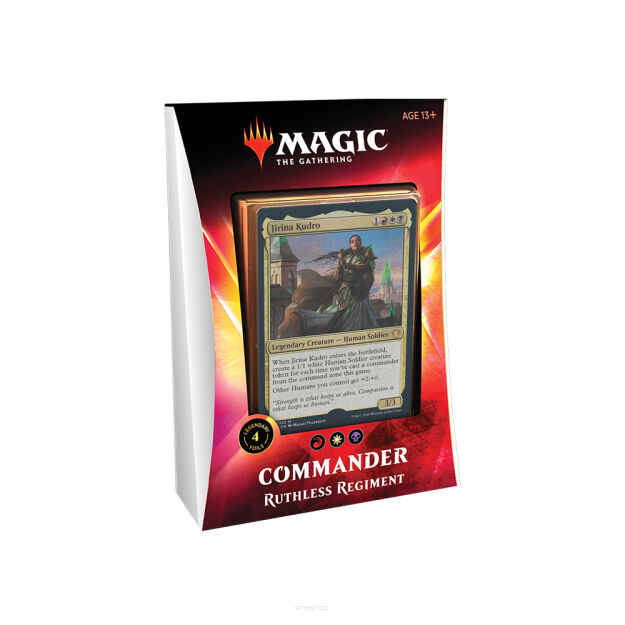 AGE 13+
MAGIC
THE GATHERING
Jirina Kudro
1
Legendary Creature — Human Soldier
When Jirina Kudro enters the battlefield,
create a 1/1 white Human Soldier creature
token for each time you've cast a commander
from the command zone this game.
Other Humans you control get +2/+0.
"Strength is what keeps us alive. Compassion is
what keeps us human."
3/3
LEGENDARY
4
FOILS
COMMANDER
RUTHLESS REGIMENT